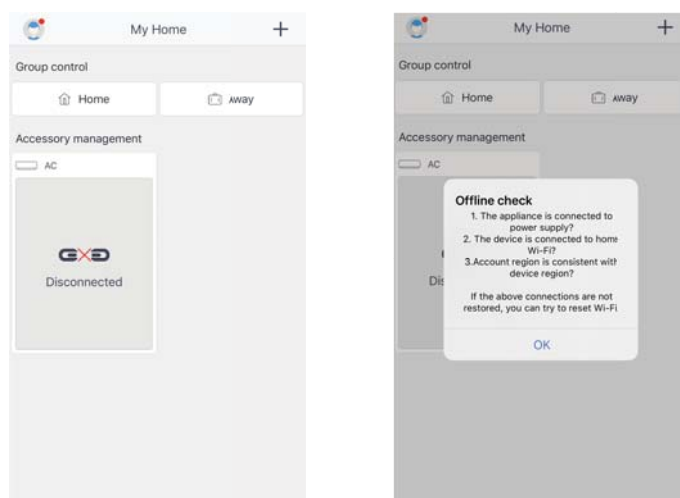 My Home
+
Group control
Home
Away
Accessory management
AC
Disconnected
My Home
+
Group control
Home
Away
Accessory management
AC
Offline check
1. The appliance is connected to
power supply?
2. The device is connected to home
Wi-Fi?
3.Account region is consistent with
device region?
If the above connections are not
restored, you can try to reset Wi-Fi
Dis
OK